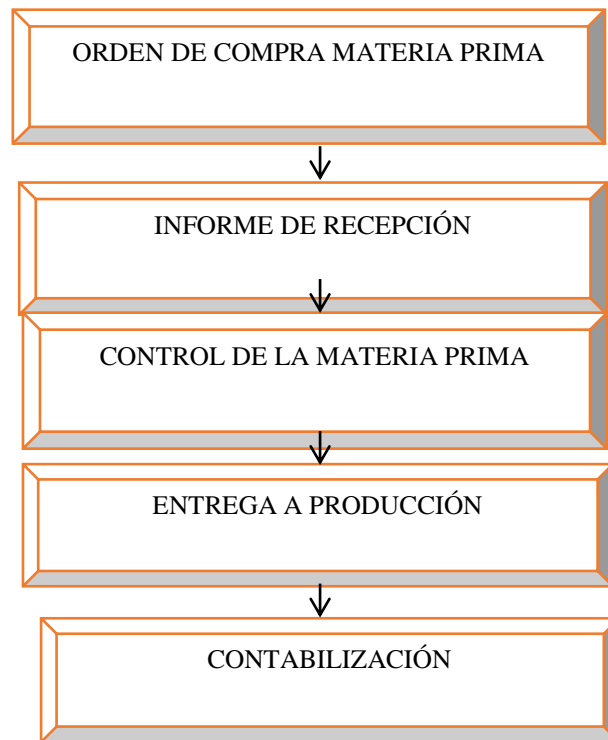 ORDEN DE COMPRA MATERIA PRIMA
INFORME DE RECEPCIÓN
CONTROL DE LA MATERIA PRIMA
ENTREGA A PRODUCCIÓN
CONTABILIZACIÓN